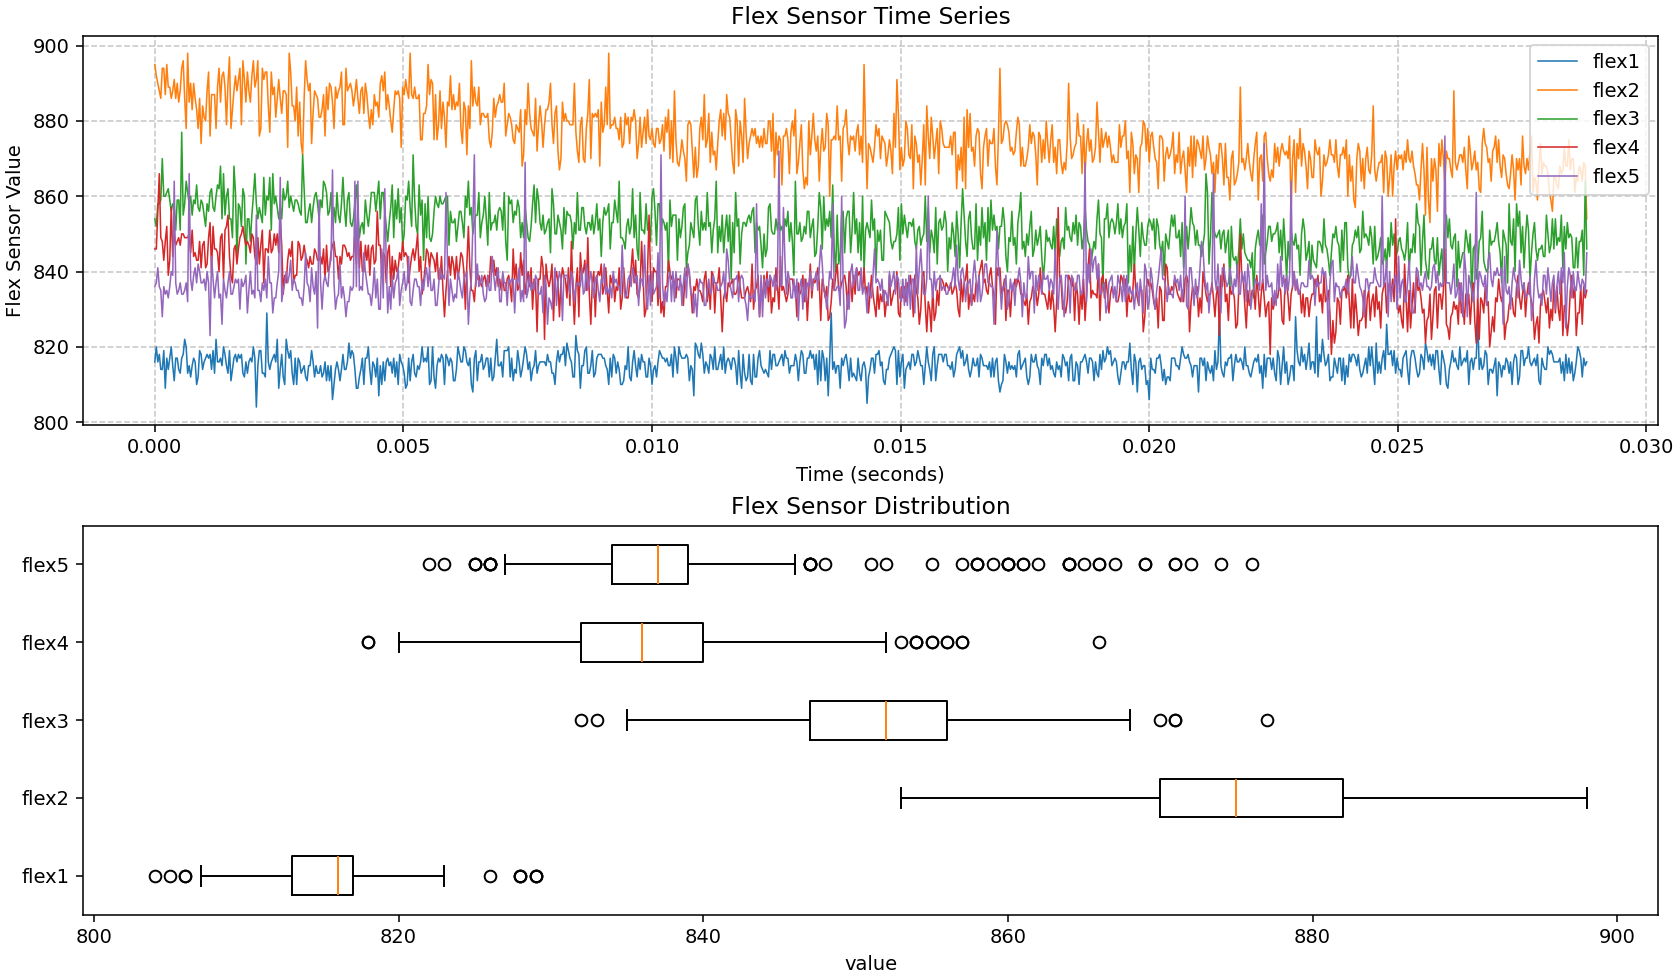 Flex Sensor Time Series
Flex Sensor Value
900
880
860
840
820
800
flex1
flex2
flex3
flex4
flex5
0.000 0.005 0.010 0.015 0.020 0.025 0.030
Time (seconds)
Flex Sensor Distribution
flex5
flex4
flex3
flex2
flex1
800 820 840 860 880 900
value